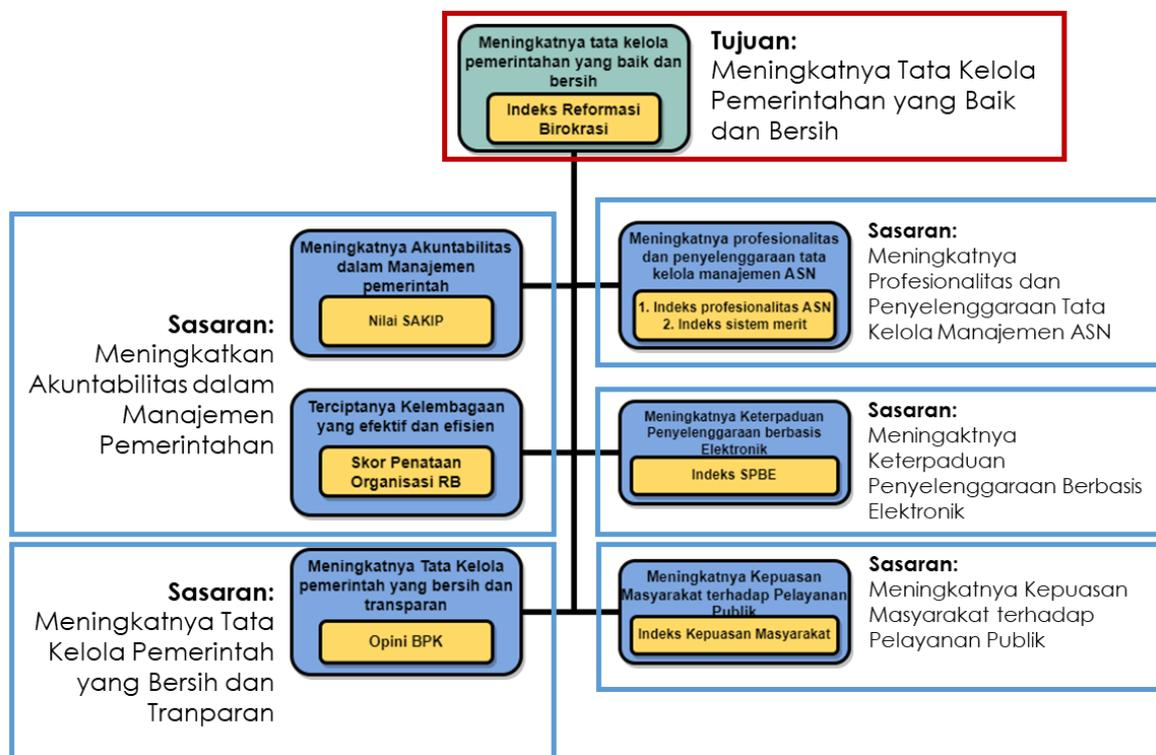 Meningkatnya tata kelola
pemerintahan yang baik dan
bersih
Indeks Reformasi
Birokrasi
Tujuan:
Meningkatnya Tata Kelola
Pemerintahan yang Baik
dan Bersih
Sasaran:
Meningkatkan
Akuntabilitas dalam
Manajemen
Pemerintahan
Meningkatnya Akuntabilitas
dalam Manajemen
pemerintah
Nilai SAKIP
Terciptanya Kelembagaan
yang efektif dan efisien
Skor Penataan
Organisasi RB
Meningkatnya profesionalitas
dan penyelenggaraan tata
kelola manajemen ASN
1. Indeks profesionalitas ASN
2. Indeks sistem merit
Sasaran:
Meningkatnya
Profesionalitas dan
Penyelenggaraan Tata
Kelola Manajemen ASN
Meningkatnya Keterpaduan
Penyelenggaraan berbasis
Elektronik
Indeks SPBE
Sasaran:
Meningaktnya
Keterpaduan
Penyelenggaraan Berbasis
Elektronik
Sasaran:
Meningkatnya Tata
Kelola Pemerintah
yang Bersih dan
Tranparan
Meningkatnya Tata Kelola
pemerintah yang bersih dan
transparan
Opini BPK
Meningkatnya Kepuasan
Masyarakat terhadap Pelayanan
Publik
Indeks Kepuasan Masyarakat
Sasaran:
Meningkatnya Kepuasan
Masyarakat terhadap
Pelayanan Publik